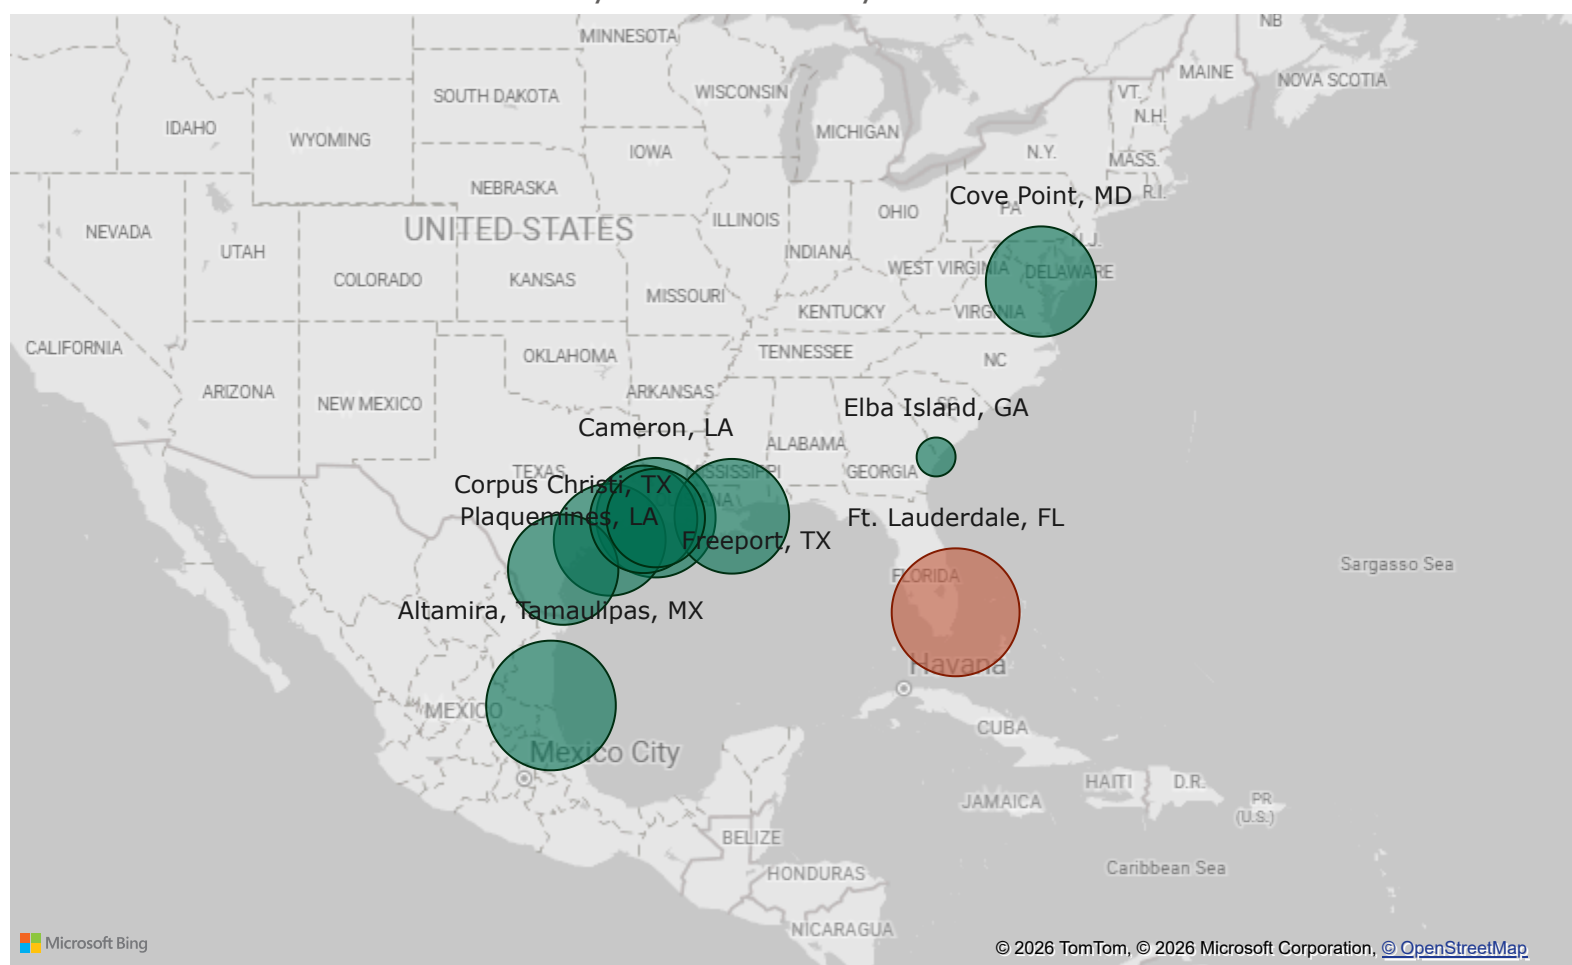 MINNESOTA
NB
MAINE
NOVA SCOTIA
VT.
SOUTH DAKOTA
WISCONSIN
N.H.
IDAHO
WYOMING
MICHIGAN
IOWA
N.Y.
MASS.
NEBRASKA
Cove Point, MD
R.I.
PA
ILLINOIS
OHIO
NEVADA
UNITED STATES
N.J.
UTAH
INDIANA
COLORADO
KANSAS
WEST VIRGINIA
DELAWARE
MISSOURI
KENTUCKY
VIRGINIA
CALIFORNIA
OKLAHOMA
TENNESSEE
NC
ARIZONA
NEW MEXICO
ARKANSAS
Elba Island, GA
SC
Cameron, LA
ALABAMA
TEXAS
MISSISSIPPI
GEORGIA
Corpus Christi, TX
ANA
Plaquemines, LA
Ft. Lauderdale, FL
Freeport, TX
Sargasso Sea
FLORIDA
Altamira, Tamaulipas, MX
Havana
MEXICO
CUBA
Mexico City
HAITI
D.R.
JAMAICA
PR
(U.S.)
BELIZE
HONDURAS
Caribbean Sea
NICARAGUA
Microsoft Bing
© 2026 TomTom, © 2026 Microsoft Corporation, © OpenStreetMap